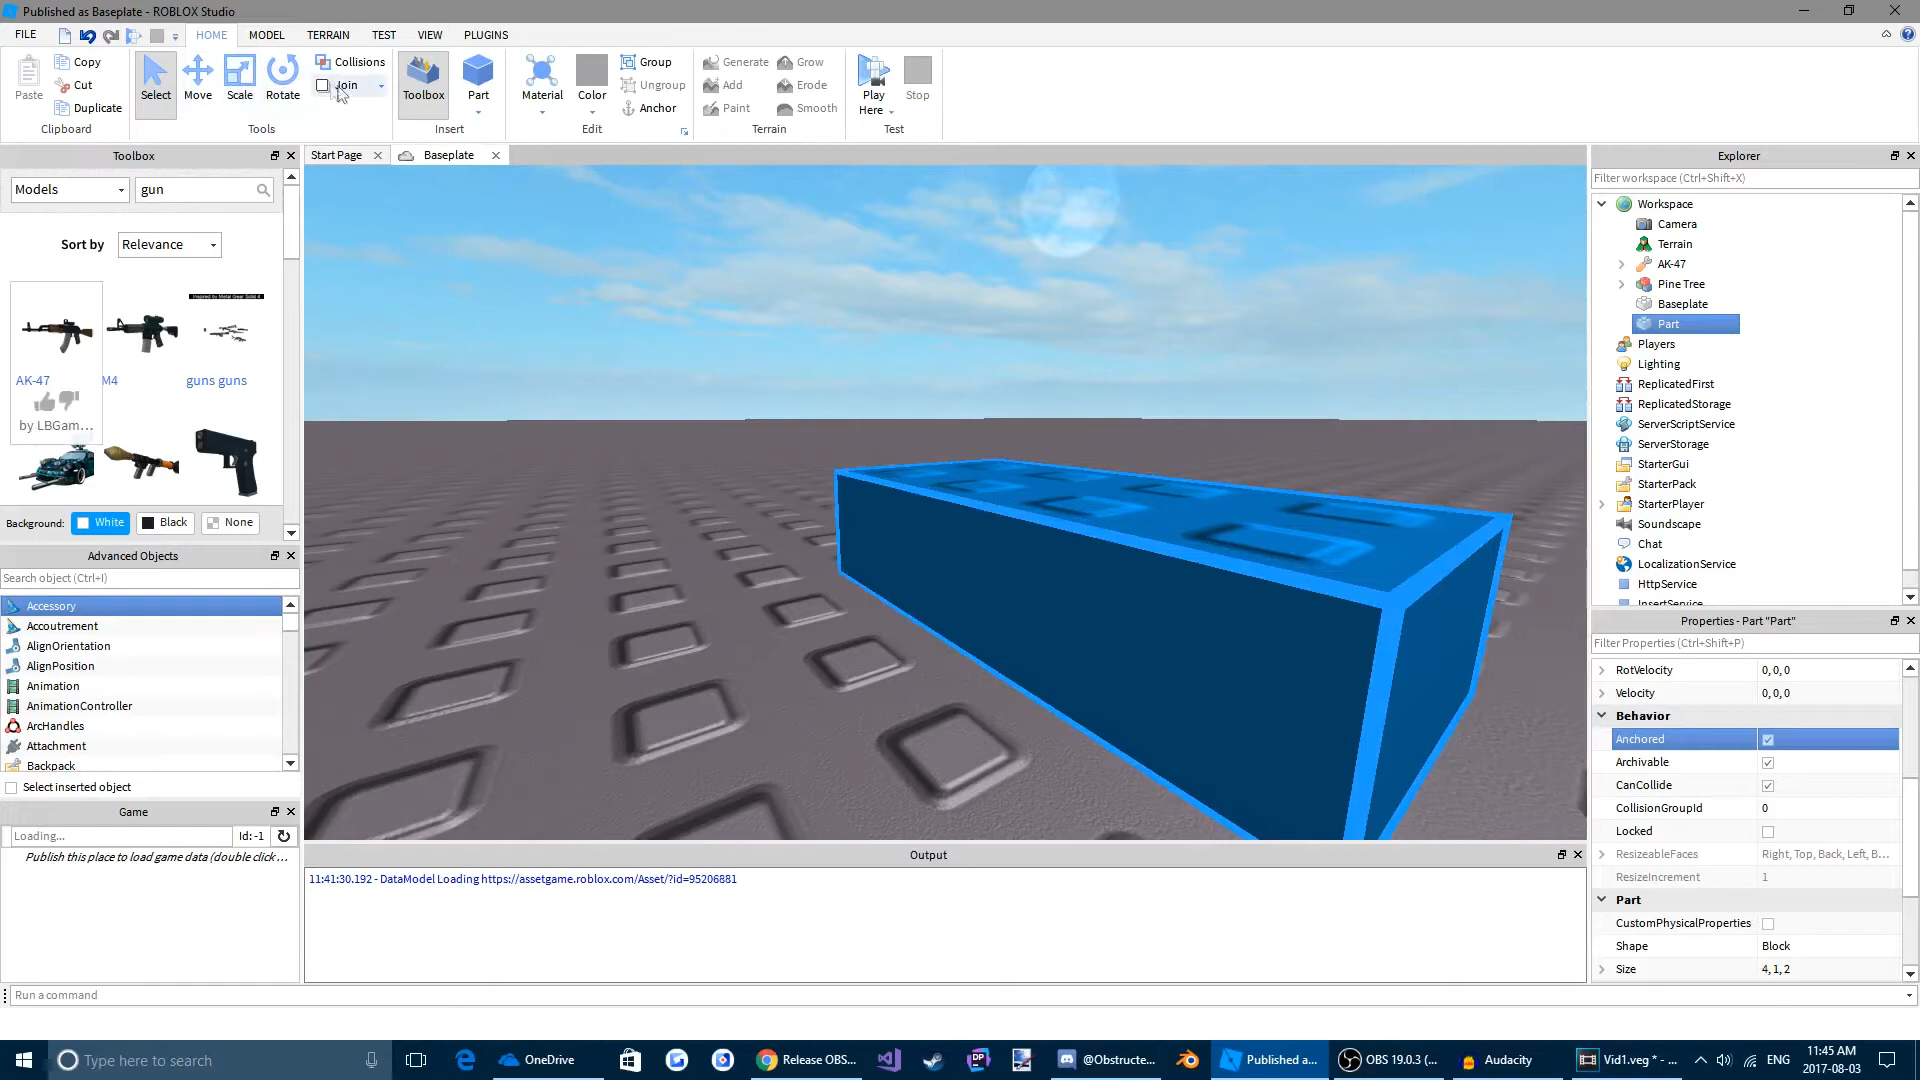 Published as Baseplate - ROBLOX Studio
FILE HOME MODEL TERRAIN TEST VIEW PLUGINS
Paste
Copy
Cut
Duplicate
Clipboard
Select Move Scale Rotate
Collisions
Join
Tools
Toolbox Part
Insert
Material Color
Group
Ungroup
Anchor
Edit
Generate Grow
Add Erode
Paint Smooth
Terrain
Play Here Stop
Test
Toolbox
Models gun
Sort by Relevance
Inspired by Metal Gear Solid 4
AK-47 M4 guns guns
by LBGam...
Background: White Black None
Advanced Objects
Search object (Ctrl+I)
Accessory
Accoutrement
AlignOrientation
AlignPosition
Animation
AnimationController
ArcHandles
Attachment
Backpack
Select inserted object
Game
Loading... Id: -1
Publish this place to load game data (double click ...
Start Page Baseplate
Output
11:41:30.192 - DataModel Loading https://assetgame.roblox.com/Asset/?id=95206881
Explorer
Filter workspace (Ctrl+Shift+X)
Workspace
Camera
Terrain
AK-47
Pine Tree
Baseplate
Part
Players
Lighting
ReplicatedFirst
ReplicatedStorage
ServerScriptService
ServerStorage
StarterGui
StarterPack
StarterPlayer
Soundscape
Chat
LocalizationService
HttpService
InsertService
Properties - Part "Part"
Filter Properties (Ctrl+Shift+P)
RotVelocity 0, 0, 0
Velocity 0, 0, 0
Behavior
Anchored
Archivable
CanCollide
CollisionGroupId 0
Locked
ResizeableFaces Right, Top, Back, Left, B...
ResizeIncrement 1
Part
CustomPhysicalProperties
Shape Block
Size 4, 1, 2
Run a command
Type here to search
OneDrive
Release OBS...
@Obstructe...
Published a...
OBS 19.0.3 (...
Audacity
Vid1.veg * - ...
ENG
11:45 AM
2017-08-03